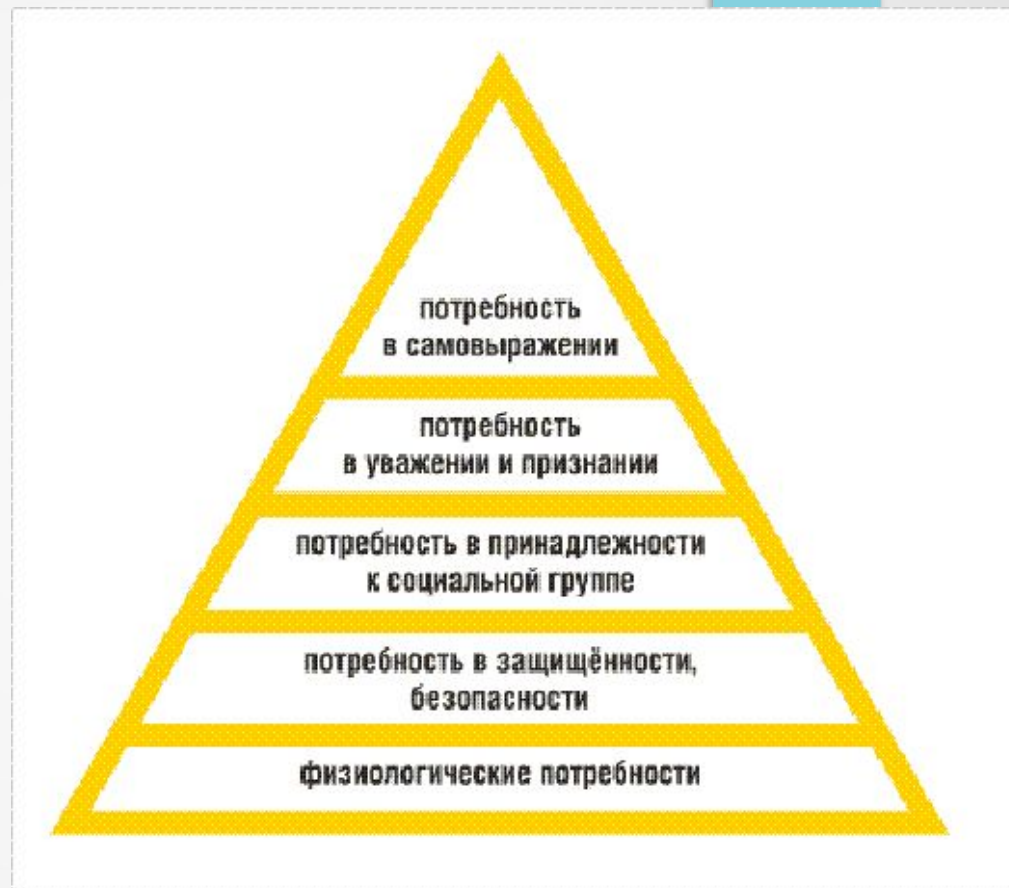 потребность
в самовыражении
потребность
в уважении и признании
потребность в принадлежности
к социальной группе
потребность в защищённости,
безопасности
физиологические потребности